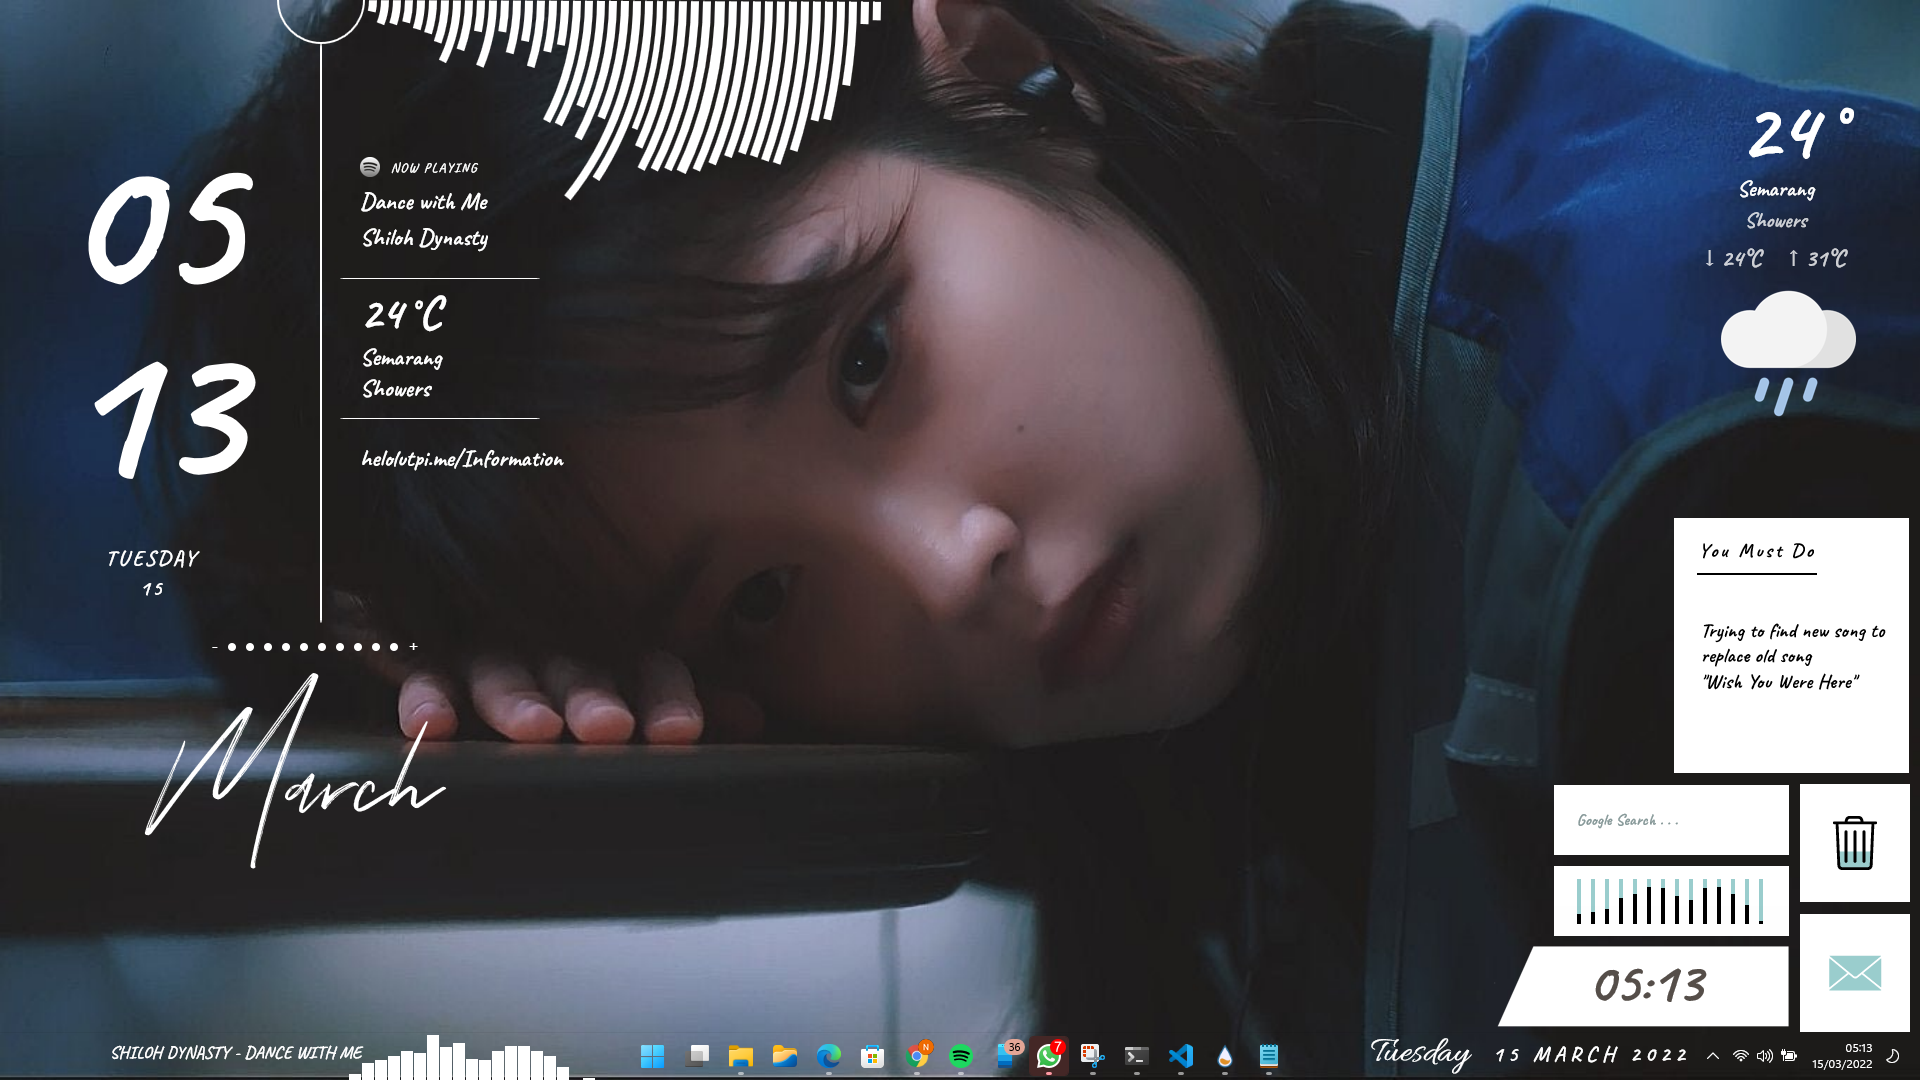 05
13
TUESDAY
15
- +
March
NOW PLAYING
Dance with Me
Shiloh Dynasty
24°C
Semarang
Showers
helolutpi.me/Information
24°
Semarang
Showers
↓ 24°C ↑ 31°C
You Must Do
Trying to find new song to
replace old song
"Wish You Were Here"
Google Search . . .
05:13
SHILOH DYNASTY - DANCE WITH ME
N
36
7
Tuesday 15 MARCH 2022
05:13
15/03/2022